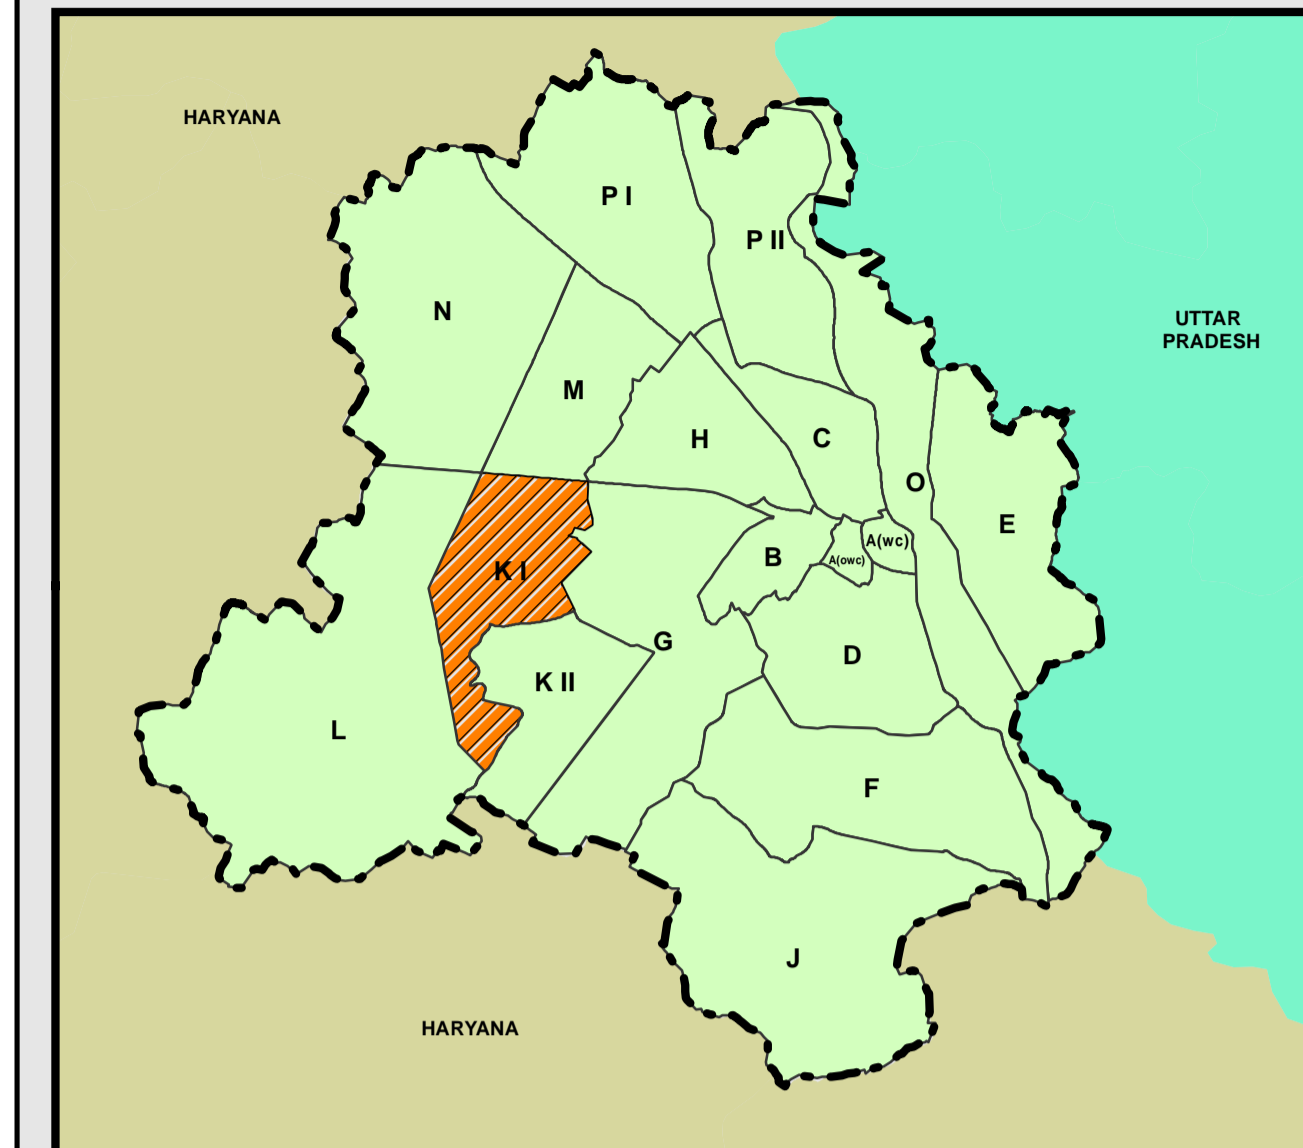 HARYANA
P I
P II
N
UTTAR
PRADESH
M
H
C
O
E
A(wc)
B
A(owc)
K I
G
D
K II
L
F
J
HARYANA